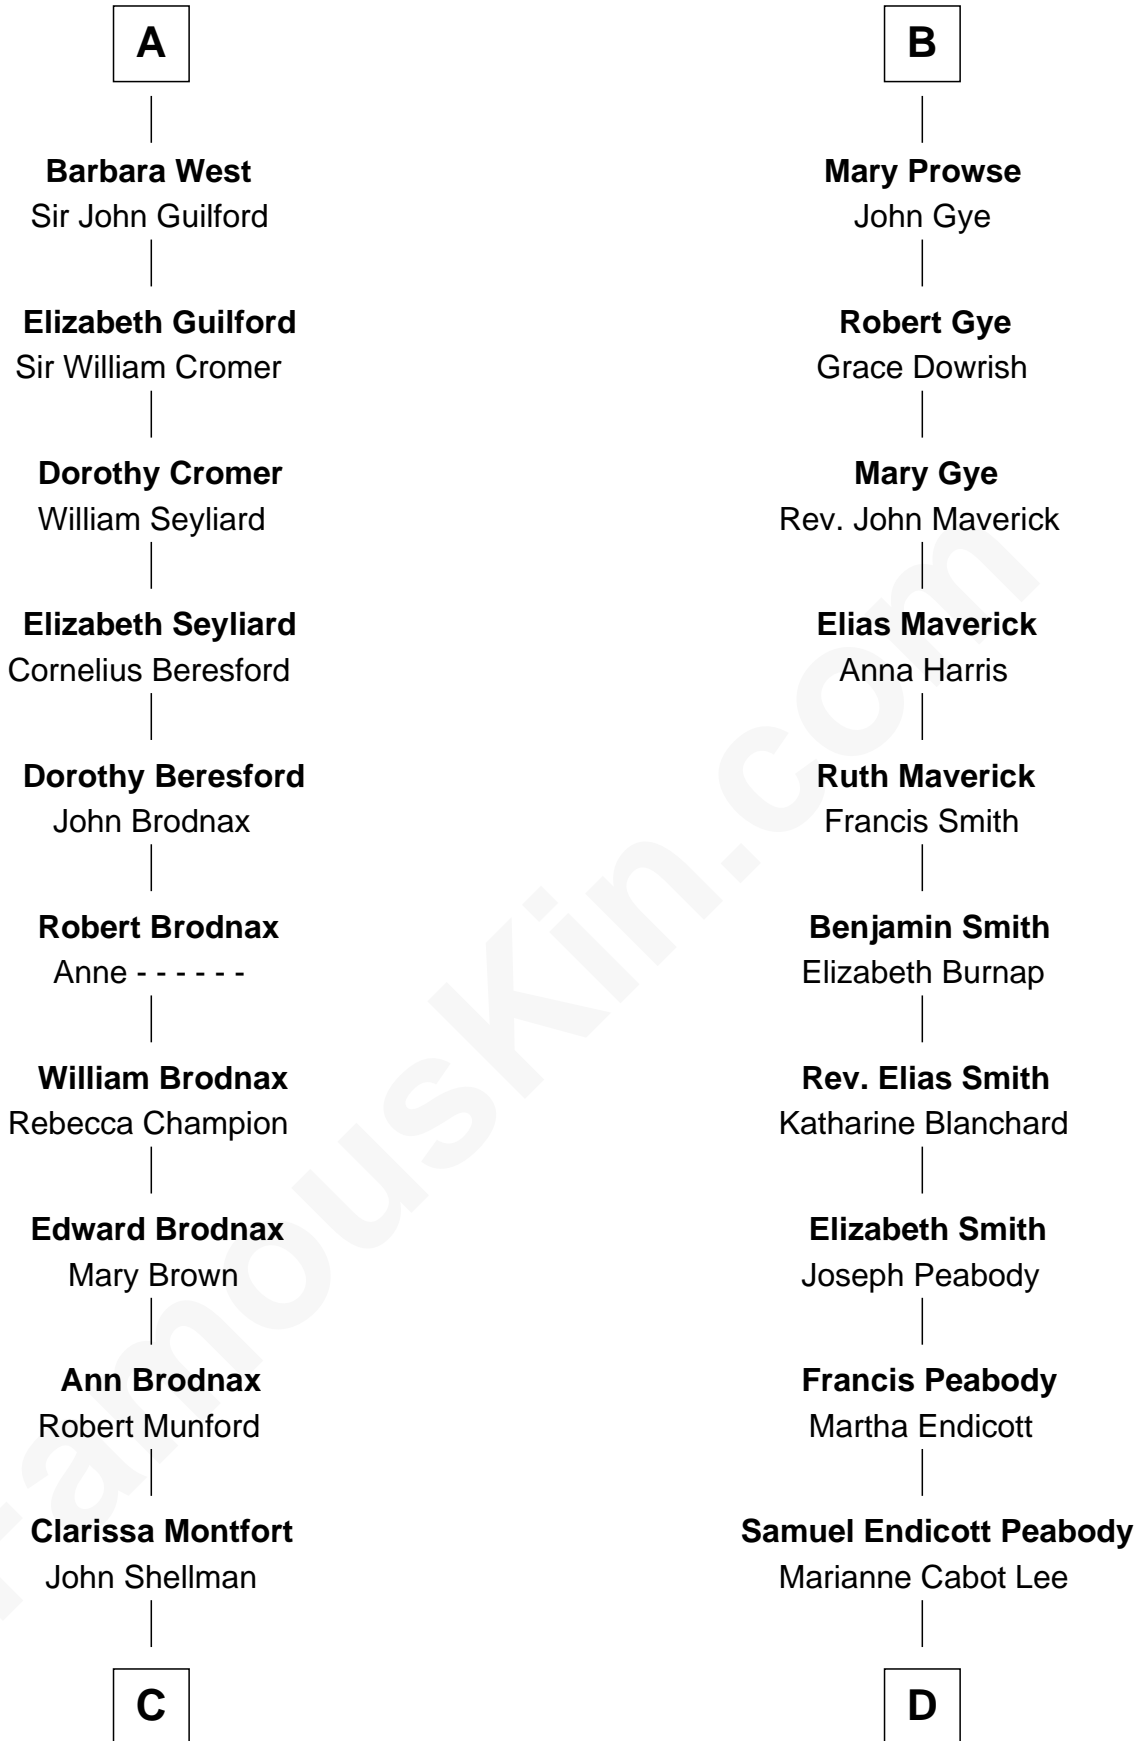 A
Barbara West
Sir John Guilford
Elizabeth Guilford
Sir William Cromer
Dorothy Cromer
William Seyliard
Elizabeth Seyliard
Cornelius Beresford
Dorothy Beresford
John Brodnax
Robert Brodnax
Anne - - - - - -
William Brodnax
Rebecca Champion
Edward Brodnax
Mary Brown
Ann Brodnax
Robert Munford
Clarissa Montfort
John Shellman
C
B
Mary Prowse
John Gye
Robert Gye
Grace Dowrish
Mary Gye
Rev. John Maverick
Elias Maverick
Anna Harris
Ruth Maverick
Francis Smith
Benjamin Smith
Elizabeth Burnap
Rev. Elias Smith
Katharine Blanchard
Elizabeth Smith
Joseph Peabody
Francis Peabody
Martha Endicott
Samuel Endicott Peabody
Marianne Cabot Lee
D
FamousKin.com